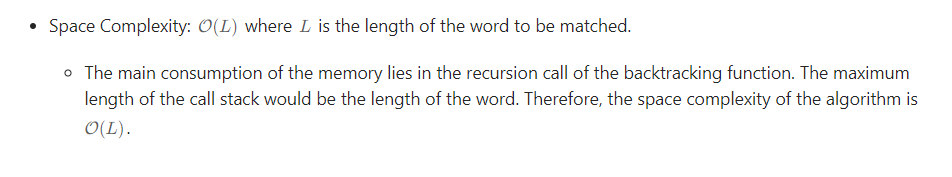 • Space Complexity: O(L) where L is the length of the word to be matched.
○ The main consumption of the memory lies in the recursion call of the backtracking function. The maximum
length of the call stack would be the length of the word. Therefore, the space complexity of the algorithm is
O(L).